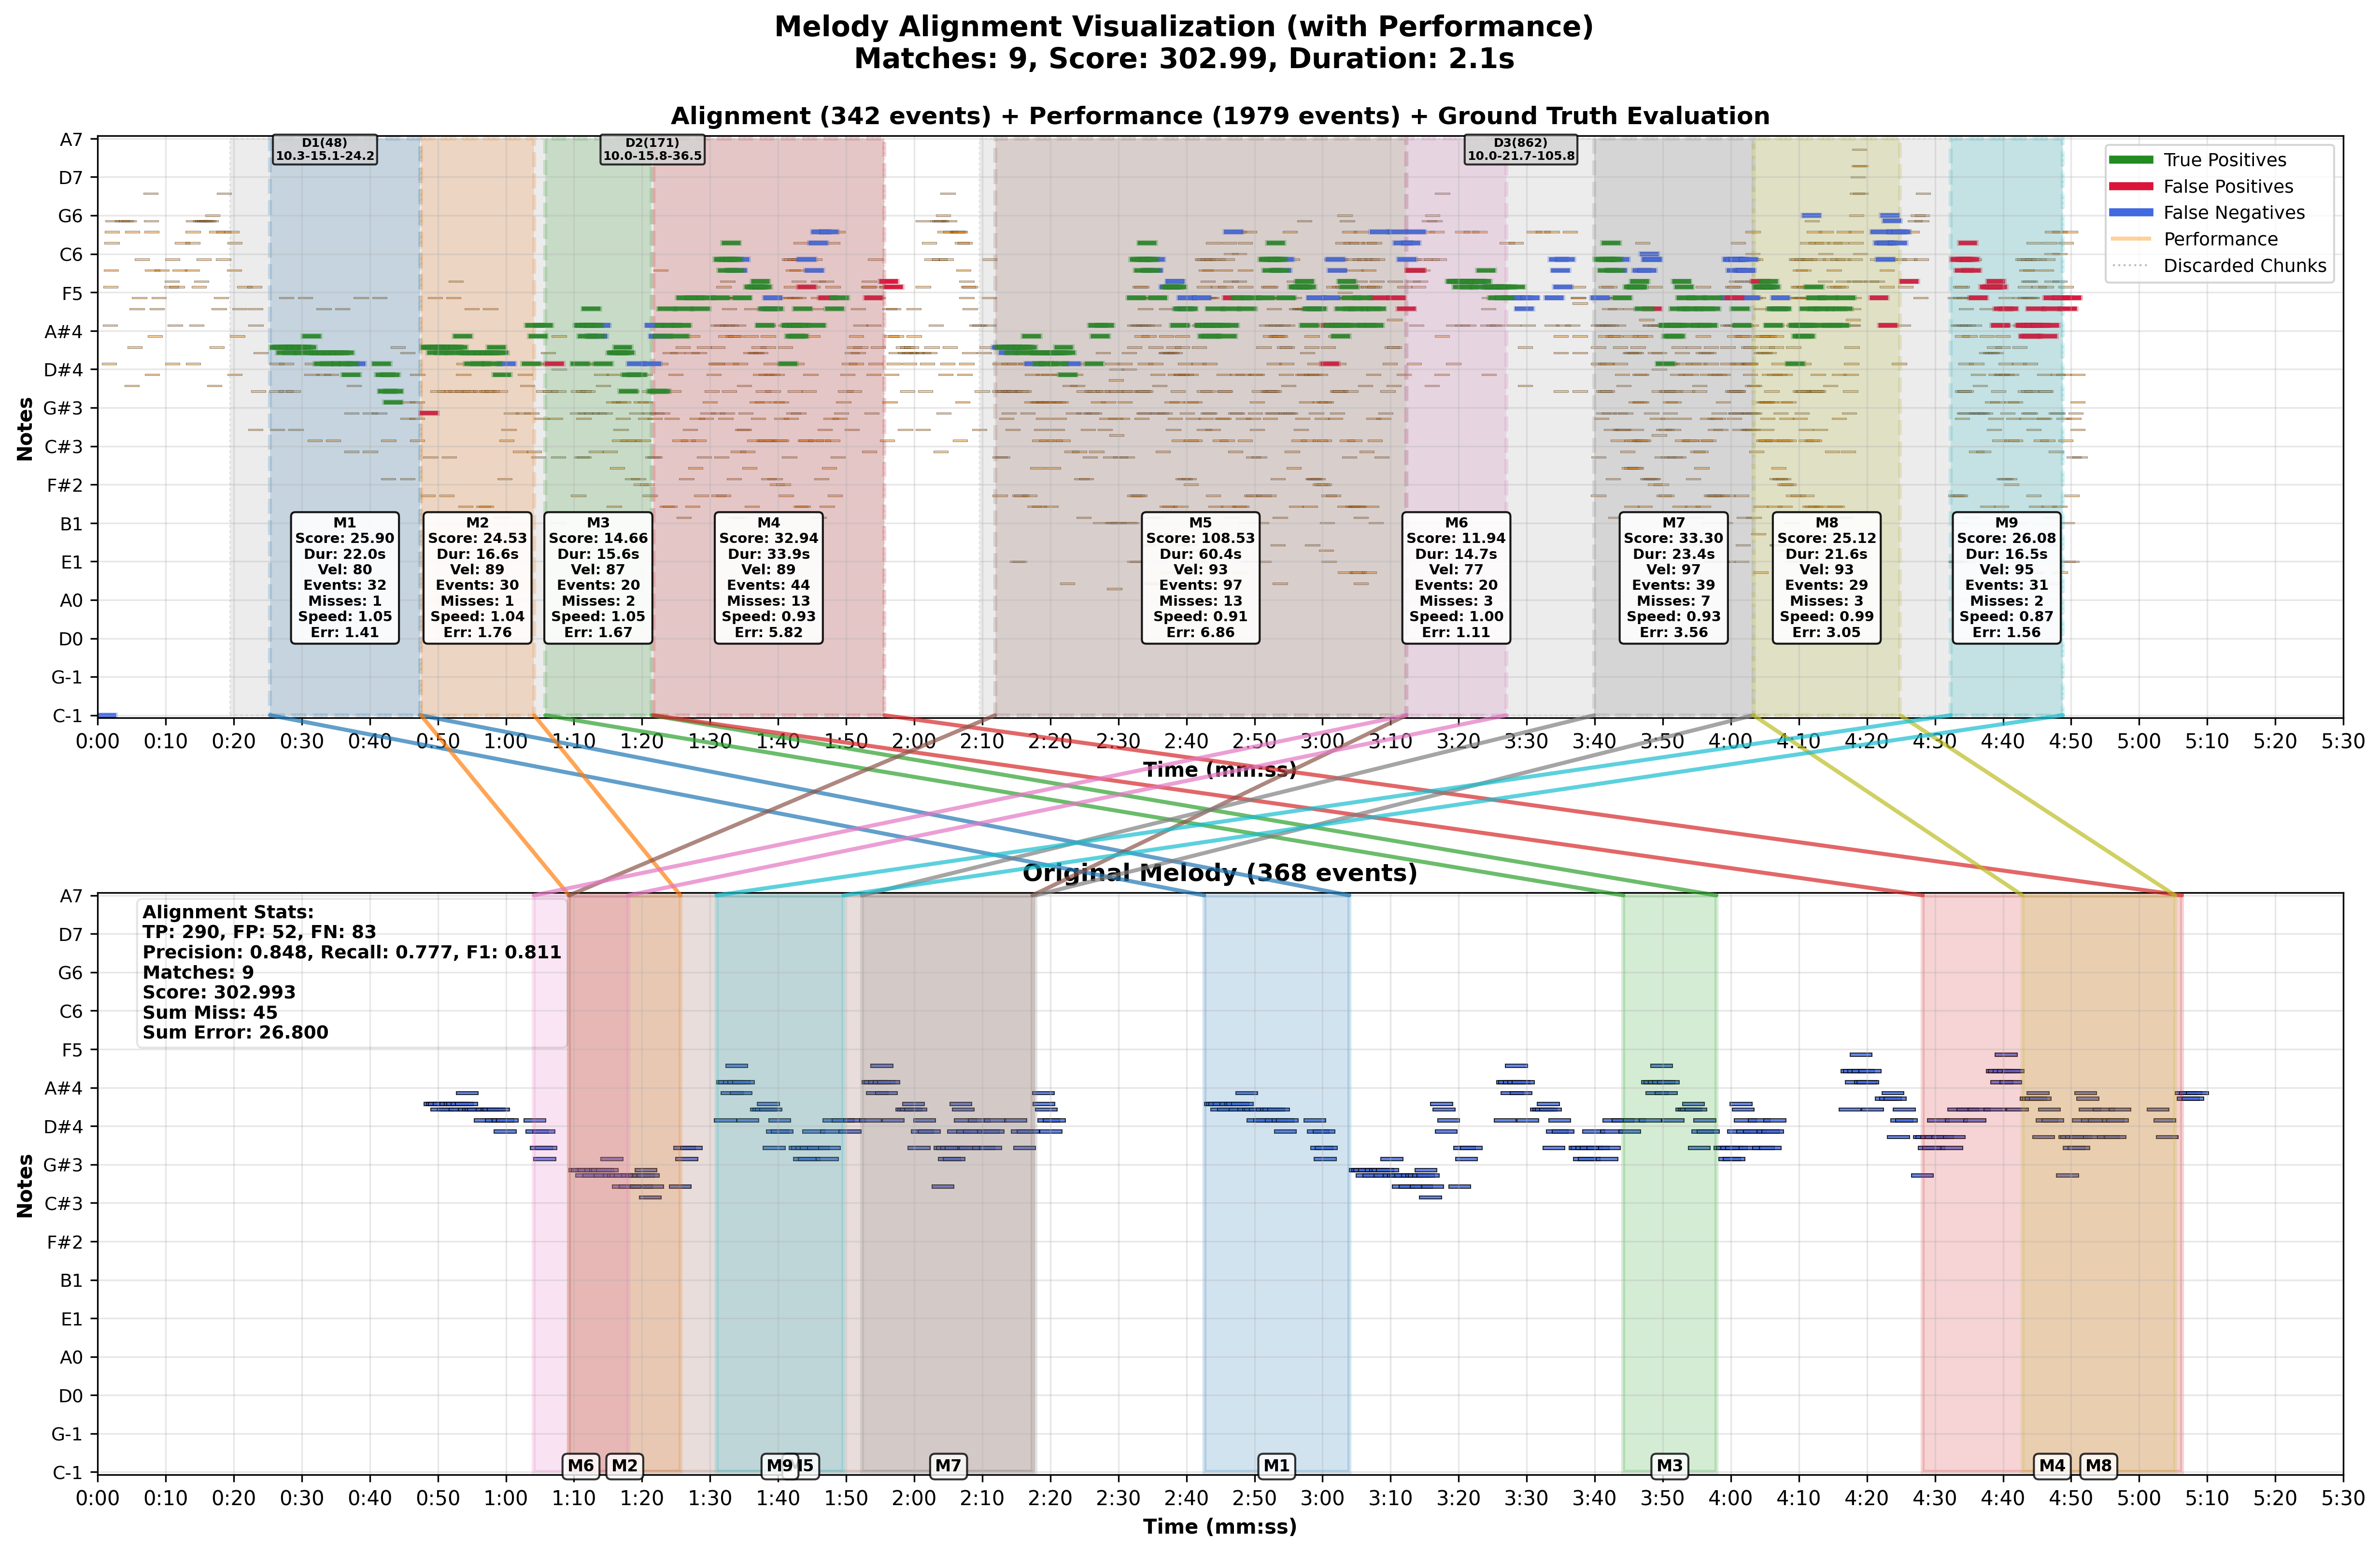 Melody Alignment Visualization (with Performance)
Matches: 9, Score: 302.99, Duration: 2.1s
Alignment (342 events) + Performance (1979 events) + Ground Truth Evaluation
D1(48)
10.3-15.1-24.2
D2(171)
10.0-15.8-36.5
D3(862)
10.0-21.7-105.8
True Positives
False Positives
False Negatives
Performance
Discarded Chunks
Notes
A7
D7
G6
C6
F5
A#4
D#4
G#3
C#3
F#2
B1
E1
A0
D0
G-1
C-1
M1
Score: 25.90
Dur: 22.0s
Vel: 80
Events: 32
Misses: 1
Speed: 1.05
Err: 1.41
M2
Score: 24.53
Dur: 16.6s
Vel: 89
Events: 30
Misses: 1
Speed: 1.04
Err: 1.76
M3
Score: 14.66
Dur: 15.6s
Vel: 87
Events: 20
Misses: 2
Speed: 1.05
Err: 1.67
M4
Score: 32.94
Dur: 33.9s
Vel: 89
Events: 44
Misses: 13
Speed: 0.93
Err: 5.82
M5
Score: 108.53
Dur: 60.4s
Vel: 93
Events: 97
Misses: 13
Speed: 0.91
Err: 6.86
M6
Score: 11.94
Dur: 14.7s
Vel: 77
Events: 20
Misses: 3
Speed: 1.00
Err: 1.11
M7
Score: 33.30
Dur: 23.4s
Vel: 97
Events: 39
Misses: 7
Speed: 0.93
Err: 3.56
M8
Score: 25.12
Dur: 21.6s
Vel: 93
Events: 29
Misses: 3
Speed: 0.99
Err: 3.05
M9
Score: 26.08
Dur: 16.5s
Vel: 95
Events: 31
Misses: 2
Speed: 0.87
Err: 1.56
0:00 0:10 0:20 0:30 0:40 0:50 1:00 1:10 1:20 1:30 1:40 1:50 2:00 2:10 2:20 2:30 2:40 2:50 3:00 3:10 3:20 3:30 3:40 3:50 4:00 4:10 4:20 4:30 4:40 4:50 5:00 5:10 5:20 5:30
Time (mm:ss)
Original Melody (368 events)
Alignment Stats:
TP: 290, FP: 52, FN: 83
Precision: 0.848, Recall: 0.777, F1: 0.811
Matches: 9
Score: 302.993
Sum Miss: 45
Sum Error: 26.800
Notes
A7
D7
G6
C6
F5
A#4
D#4
G#3
C#3
F#2
B1
E1
A0
D0
G-1
C-1
M6 M2 M9 M7 M1 M3 M4 M8
0:00 0:10 0:20 0:30 0:40 0:50 1:00 1:10 1:20 1:30 1:40 1:50 2:00 2:10 2:20 2:30 2:40 2:50 3:00 3:10 3:20 3:30 3:40 3:50 4:00 4:10 4:20 4:30 4:40 4:50 5:00 5:10 5:20 5:30
Time (mm:ss)